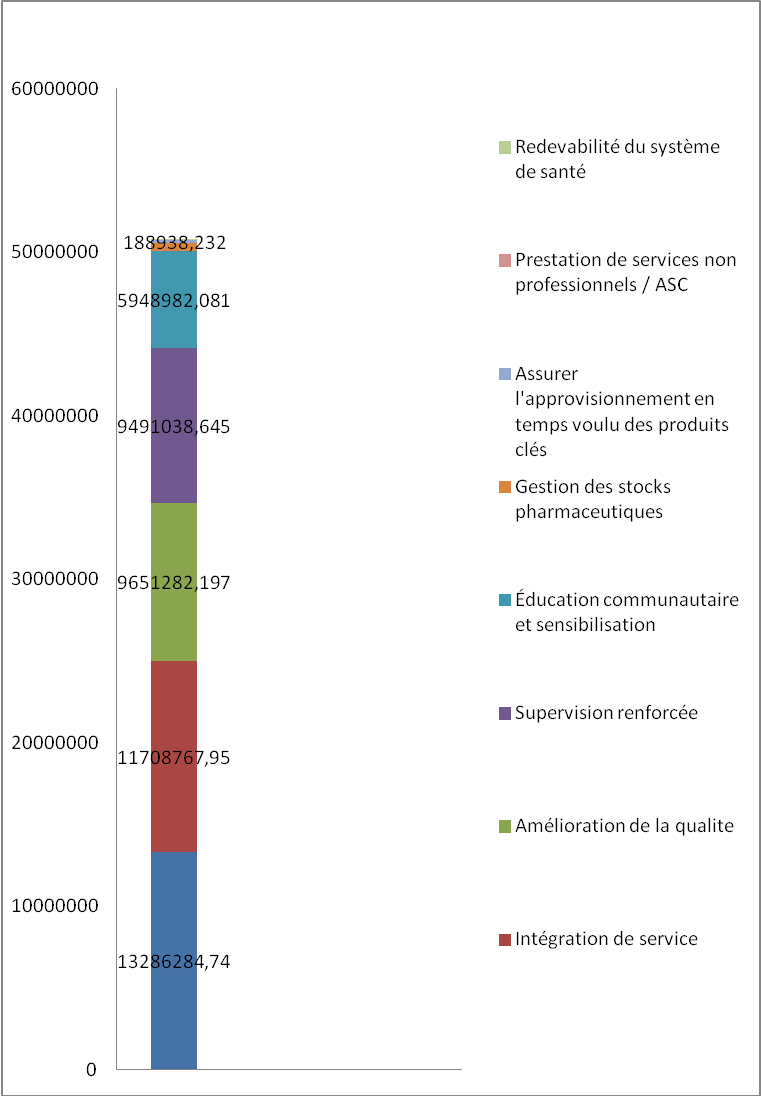 60000000
50000000
40000000
30000000
20000000
10000000
0
188938,232
5948982,081
9491038,645
9651282,197
11708767,95
13286284,74
Redevabilité du système
de santé
Prestation de services non
professionnels / ASC
Assurer
l'approvisionnement en
temps voulu des produits
clés
Gestion des stocks
pharmaceutiques
Éducation communautaire
et sensibilisation
Supervision renforcée
Amélioration de la qualite
Intégration de service